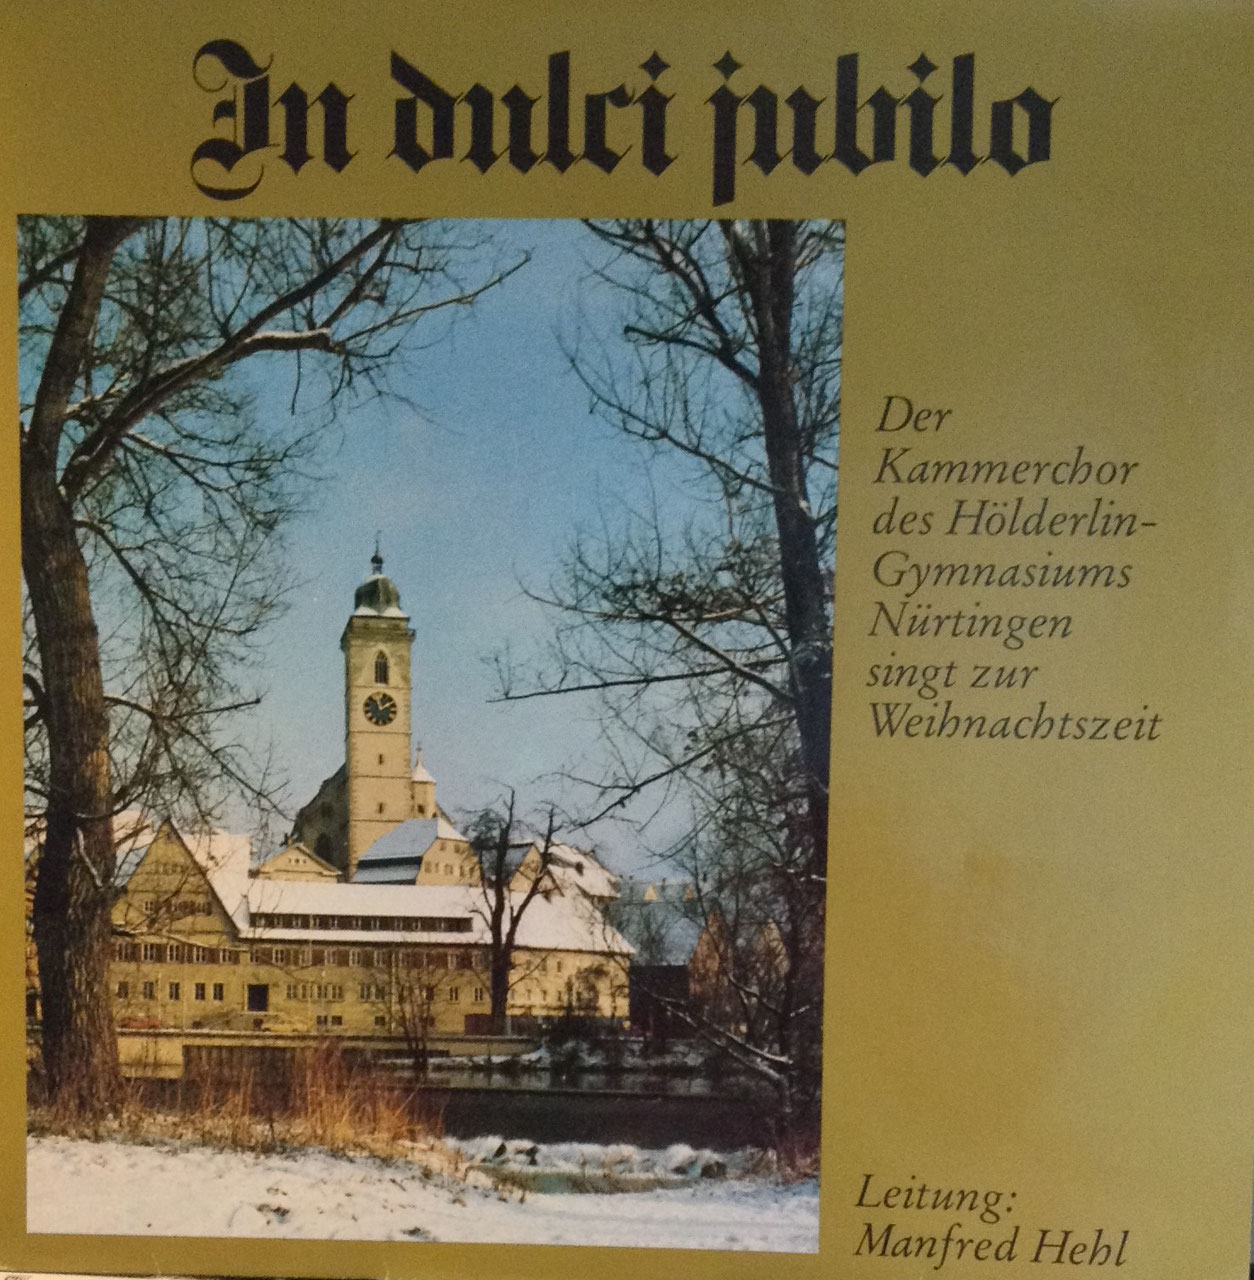 In dulci jubilo
Der
Kammerchor
des Hölderlin-
Gymnasiums
Nürtingen
singt zur
Weihnachtszeit
Leitung:
Manfred Hehl